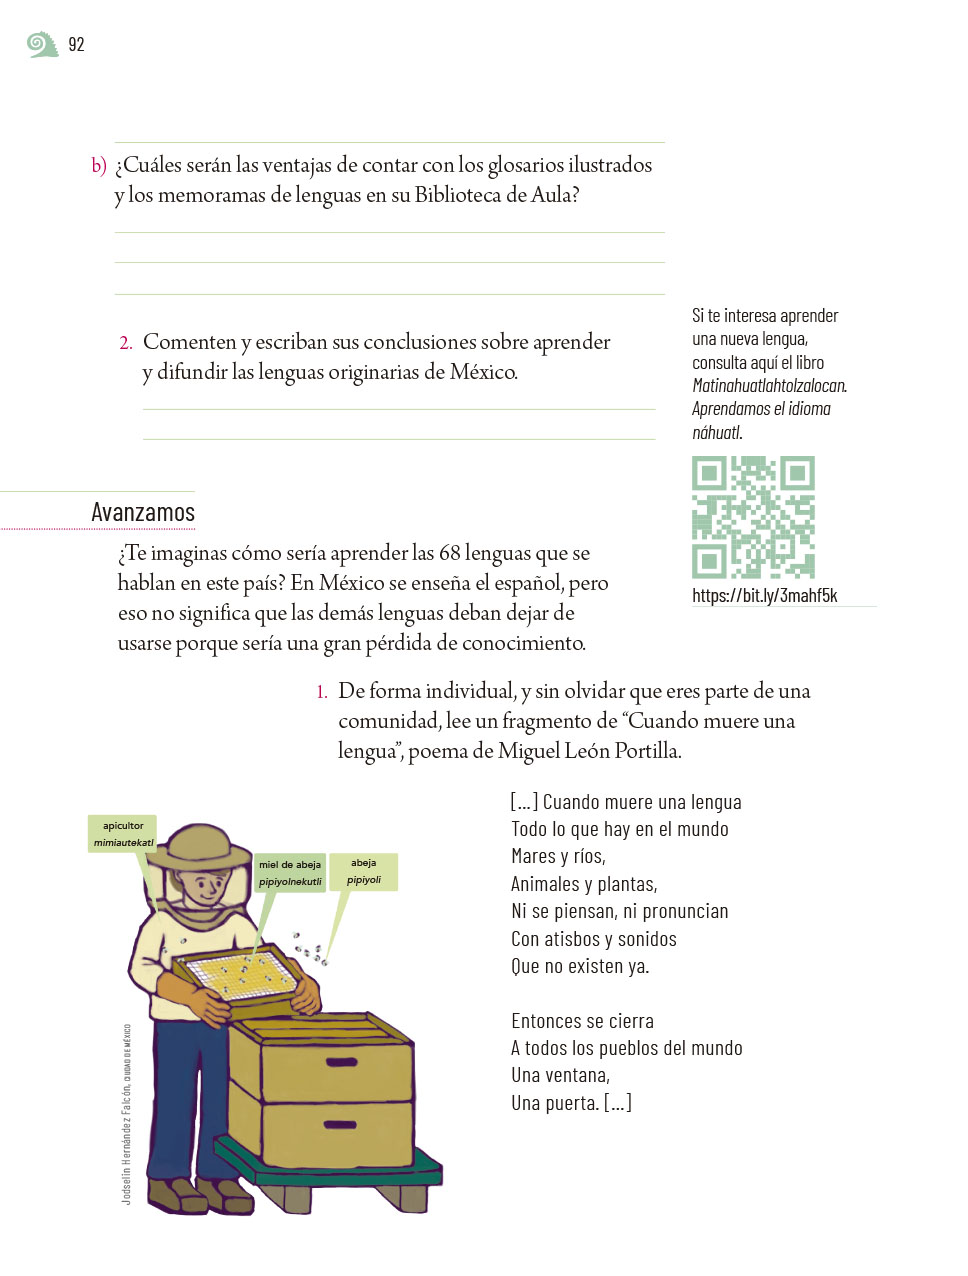 92
b) ¿Cuáles serán las ventajas de contar con los glosarios ilustrados
y los memoramas de lenguas en su Biblioteca de Aula?
2. Comenten y escriban sus conclusiones sobre aprender
y difundir las lenguas originarias de México.
Si te interesa aprender
una nueva lengua,
consulta aquí el libro
Matinahuatlahtolzalocan.
Aprendamos el idioma
náhuatl.
https://bit.ly/3mahf5k
Avanzamos
¿Te imaginas cómo sería aprender las 68 lenguas que se
hablan en este país? En México se enseña el español, pero
eso no significa que las demás lenguas deban dejar de
usarse porque sería una gran pérdida de conocimiento.
1. De forma individual, y sin olvidar que eres parte de una
comunidad, lee un fragmento de “Cuando muere una
lengua”, poema de Miguel León Portilla.
apicultor
mimiautekatl
miel de abeja
pipiyolnekutli
abeja
pipiyoli
Jodselin Hernández Falcón, CIUDAD DE MÉXICO
[...] Cuando muere una lengua
Todo lo que hay en el mundo
Mares y ríos,
Animales y plantas,
Ni se piensan, ni pronuncian
Con atisbos y sonidos
Que no existen ya.
Entonces se cierra
A todos los pueblos del mundo
Una ventana,
Una puerta. [...]